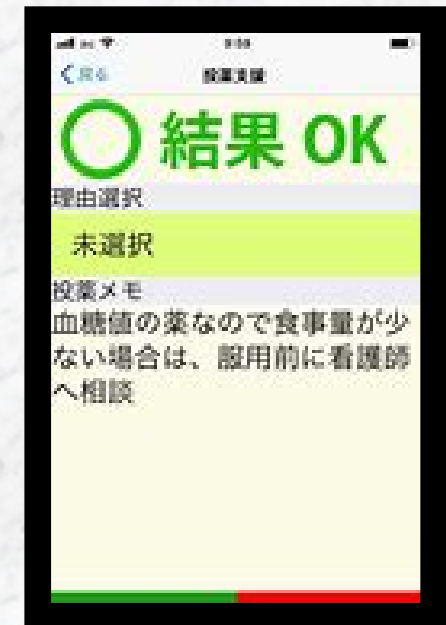 戻る
投薬支援
○ 結果 OK
理由選択
未選択
投薬メモ
血糖値の薬なので食事量が少
ない場合は、服用前に看護師
へ相談